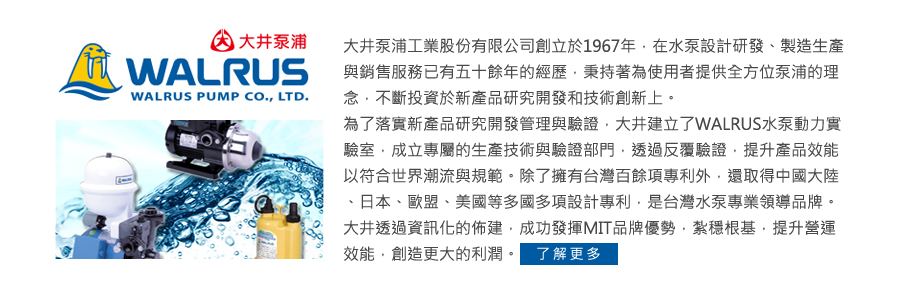 大井泵浦
WALRUS
WALRUS PUMP CO., LTD.
大井泵浦工業股份有限公司創立於1967年，在水泵設計研發、製造生產
與銷售服務已有五十餘年的經歷，秉持著為使用者提供全方位泵浦的理
念，不斷投資於新產品研究開發和技術創新上。
為了落實新產品研究開發管理與驗證，大井建立了WALRUS水泵動力實
驗室，成立專屬的生產技術與驗證部門，透過反覆驗證，提升產品效能
以符合世界潮流與規範。除了擁有台灣百餘項專利外，還取得中國大陸
、日本、歐盟、美國等多國多項設計專利，是台灣水泵專業領導品牌。
大井透過資訊化的佈建，成功發揮MIT品牌優勢，紮穩根基，提升營運
效能，創造更大的利潤。 了解更多